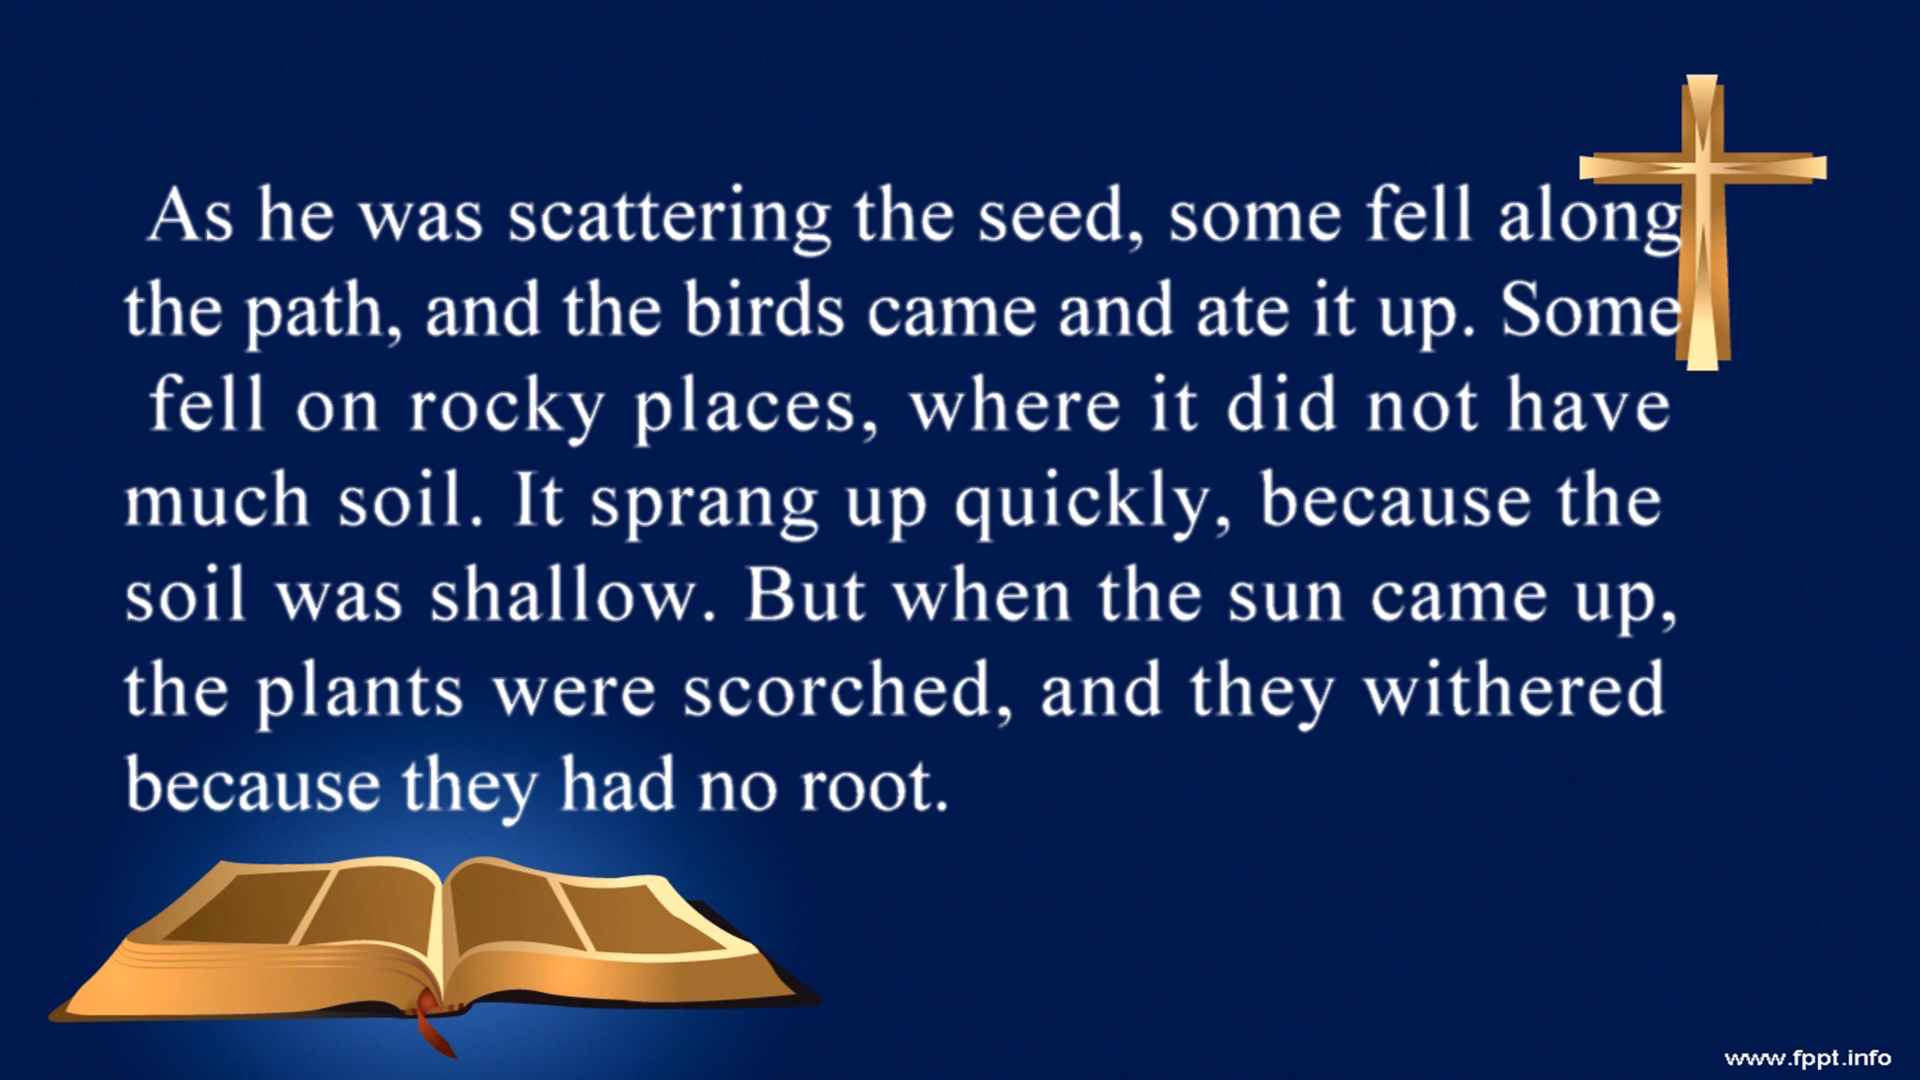 As he was scattering the seed, some fell along
the path, and the birds came and ate it up. Some
fell on rocky places, where it did not have
much soil. It sprang up quickly, because the
soil was shallow. But when the sun came up,
the plants were scorched, and they withered
because they had no root.
www.fppt.info